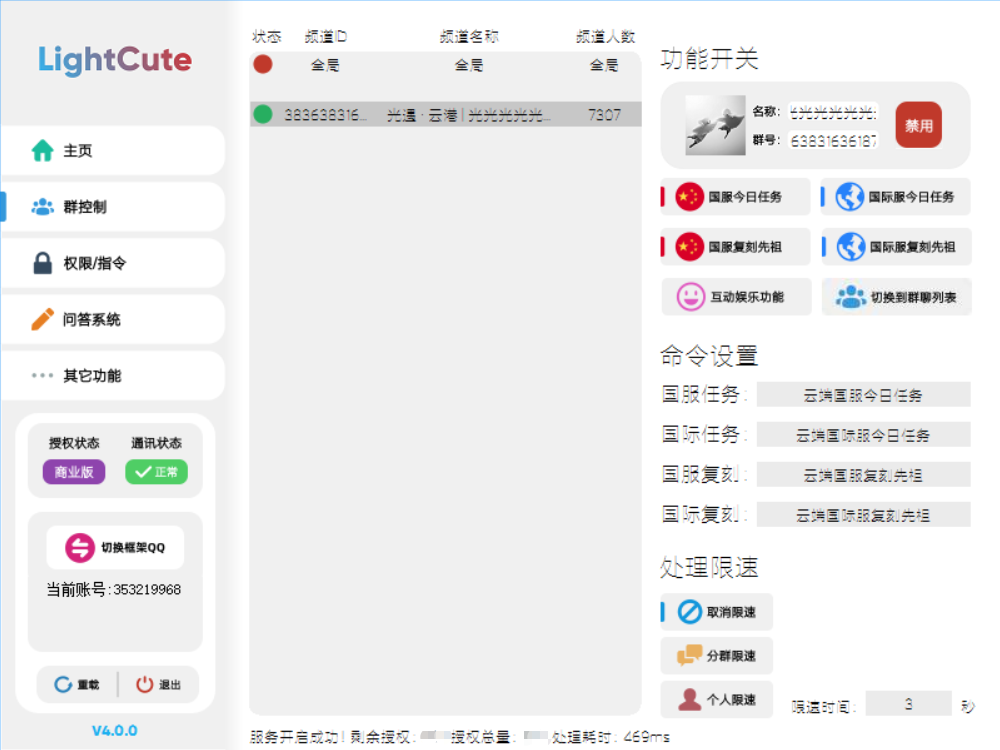 LightCute
主页
群控制
权限/指令
问答系统
其它功能
授权状态 通讯状态
商业版 正常
切换框架QQ
当前账号:353219968
重载 退出
V4.0.0
状态 频道ID 频道名称 频道人数
全局 全局 全局
383638316... 光遇·云港|光光光光光... 7307
服务开启成功!剩余授权: 授权总量: ,处理耗时: 469ms
功能开关
名称: 光光光光光
群号: 63831636187
禁用
国服今日任务 国际服今日任务
国服复刻先祖 国际服复刻先祖
互动娱乐功能 切换到群聊列表
命令设置
国服任务: 云端国服今日任务
国际任务: 云端国际服今日任务
国服复刻: 云端国服复刻先祖
国际复刻: 云端国际服复刻先祖
处理限速
取消限速
分群限速
个人限速
限速时间: 3 秒